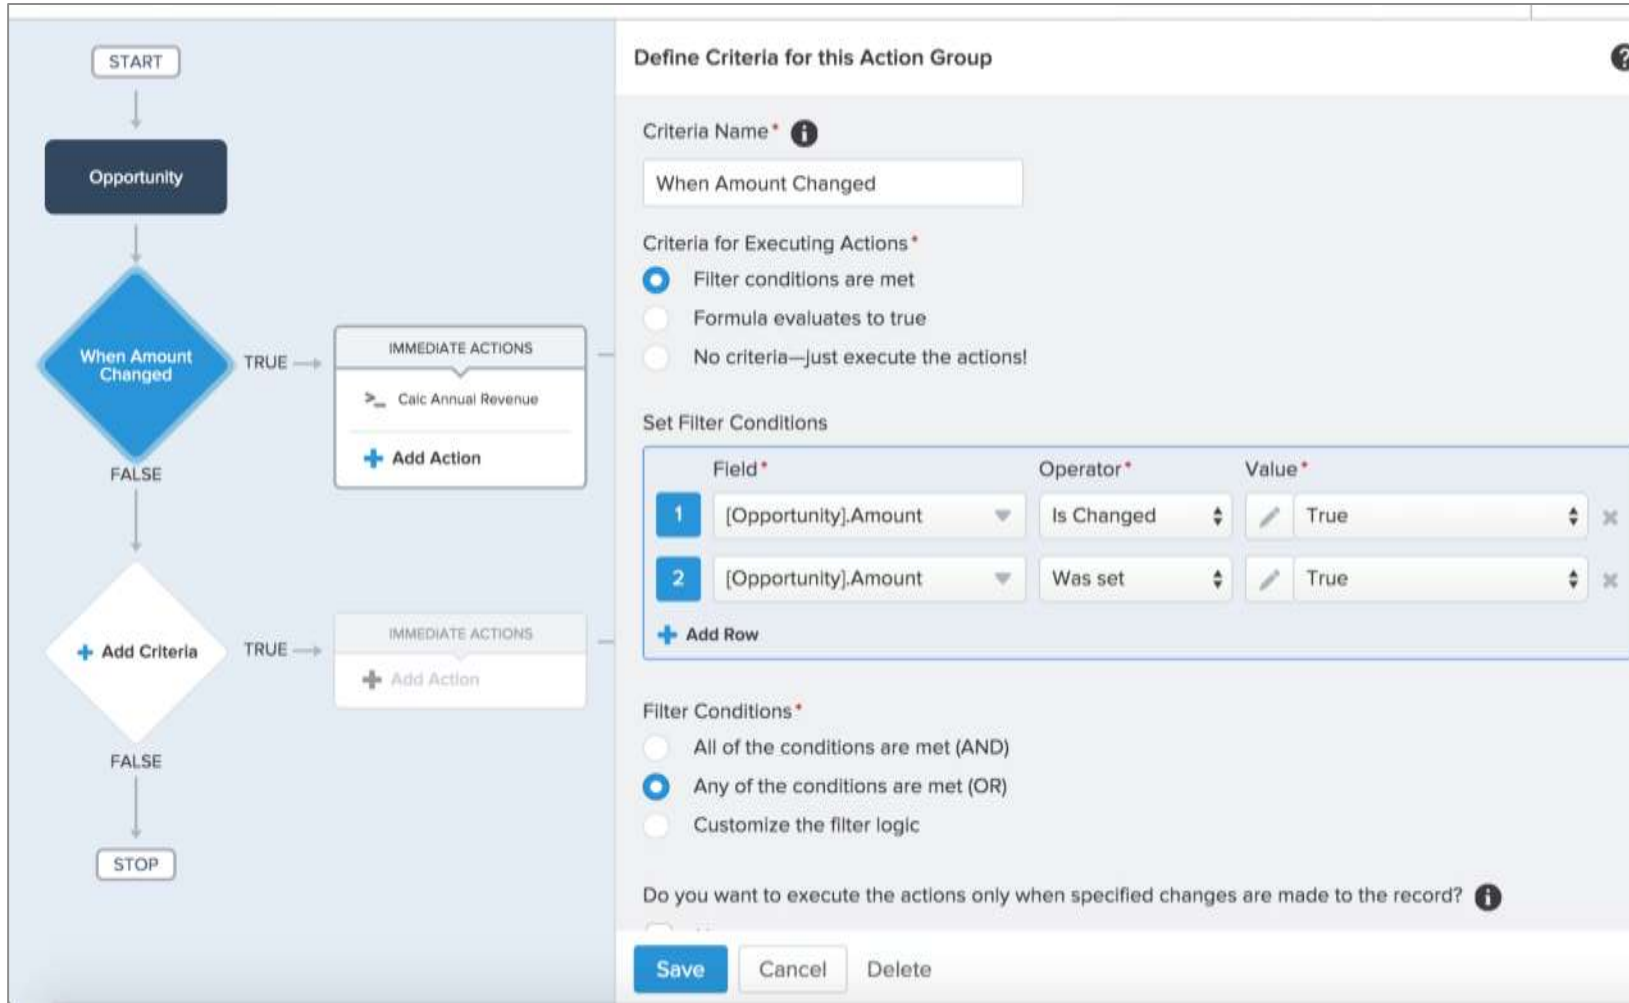 START
Opportunity
When Amount
Changed
TRUE
IMMEDIATE ACTIONS
>_ Calc Annual Revenue
Add Action
FALSE
Add Criteria
TRUE
IMMEDIATE ACTIONS
Add Action
FALSE
STOP
Define Criteria for this Action Group
Criteria Name*
When Amount Changed
Criteria for Executing Actions*
Filter conditions are met
Formula evaluates to true
No criteria—just execute the actions!
Set Filter Conditions
Field* Operator* Value*
1 [Opportunity].Amount Is Changed True
2 [Opportunity].Amount Was set True
Add Row
Filter Conditions*
All of the conditions are met (AND)
Any of the conditions are met (OR)
Customize the filter logic
Do you want to execute the actions only when specified changes are made to the record?
Save Cancel Delete